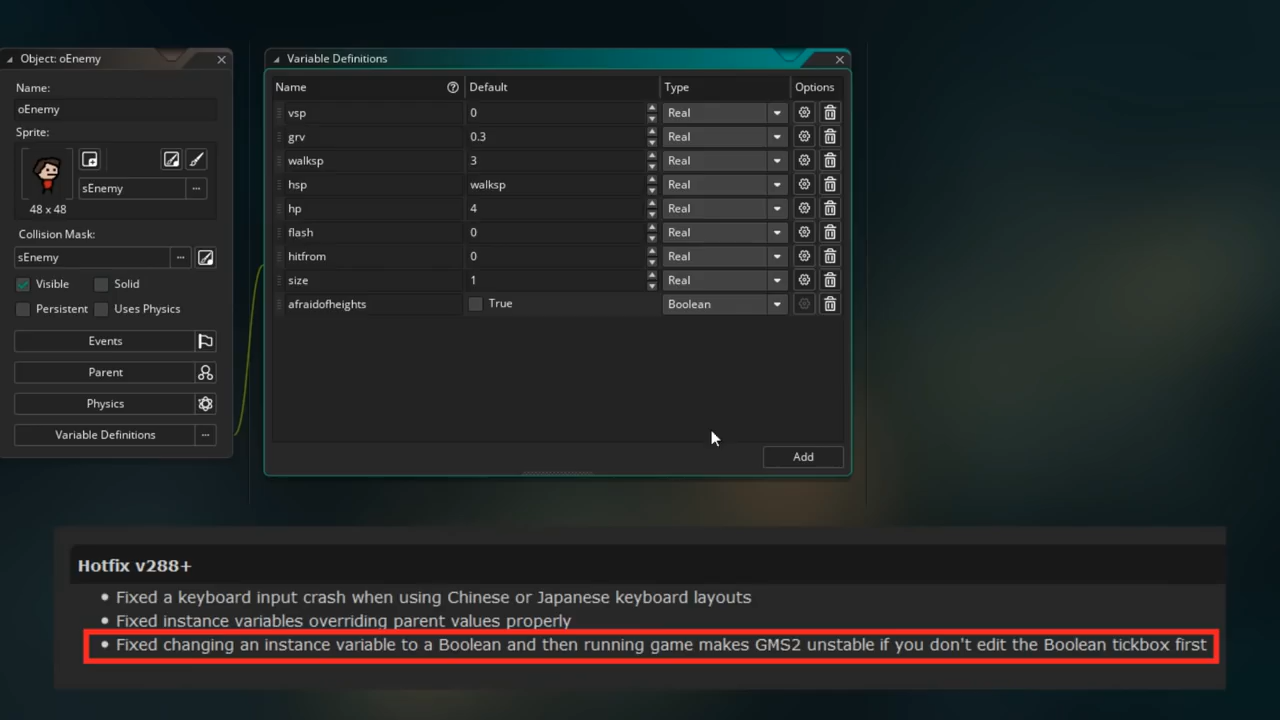 Object: oEnemy
Name:
oEnemy
Sprite:
sEnemy
48 x 48
Collision Mask:
sEnemy
Visible Solid
Persistent Uses Physics
Events
Parent
Physics
Variable Definitions
Variable Definitions
Name Default Type Options
vsp 0 Real
grv 0.3 Real
walksp 3 Real
hsp walksp Real
hp 4 Real
flash 0 Real
hitfrom 0 Real
size 1 Real
afraidofheights True Boolean
Add
Hotfix v288+
• Fixed a keyboard input crash when using Chinese or Japanese keyboard layouts
• Fixed instance variables overriding parent values properly
• Fixed changing an instance variable to a Boolean and then running game makes GMS2 unstable if you don't edit the Boolean tickbox first